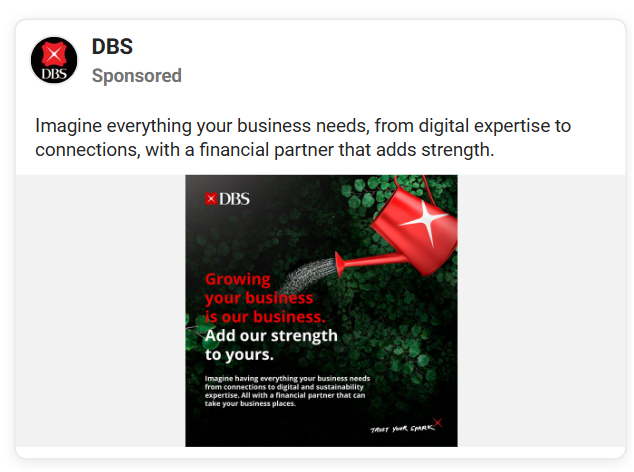 DBS
DBS
Sponsored
Imagine everything your business needs, from digital expertise to
connections, with a financial partner that adds strength.
DBS
Growing
your business
is our business.
Add our strength
to yours.
Imagine having everything your business needs
from connections to digital and sustainability
expertise. All with a financial partner that can
take your business places.
TRUST YOUR SPARK